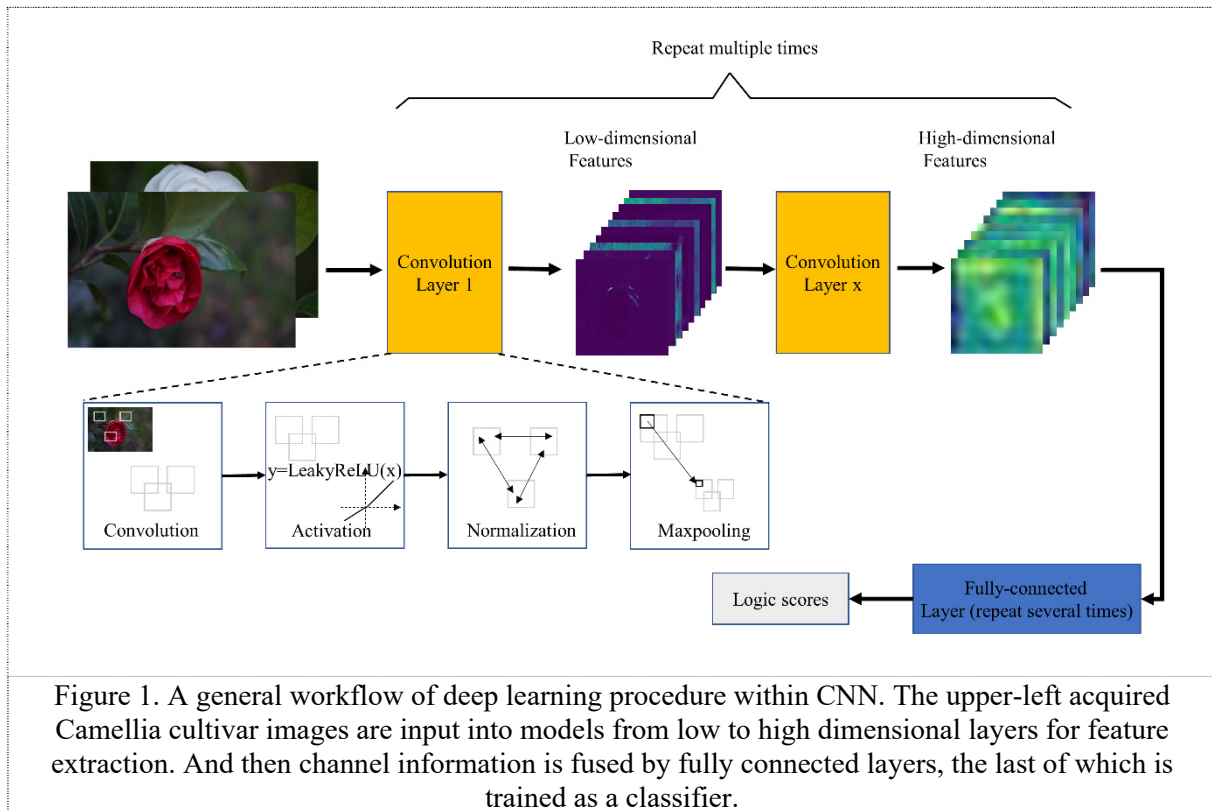 Repeat multiple times
Low-dimensional
Features
High-dimensional
Features
Convolution
Layer 1
Convolution
Layer x
y=LeakyReLU(x)
Convolution
Activation
Normalization
Maxpooling
Logic scores
Fully-connected
Layer (repeat several times)
Figure 1. A general workflow of deep learning procedure within CNN. The upper-left acquired
Camellia cultivar images are input into models from low to high dimensional layers for feature
extraction. And then channel information is fused by fully connected layers, the last of which is
trained as a classifier.